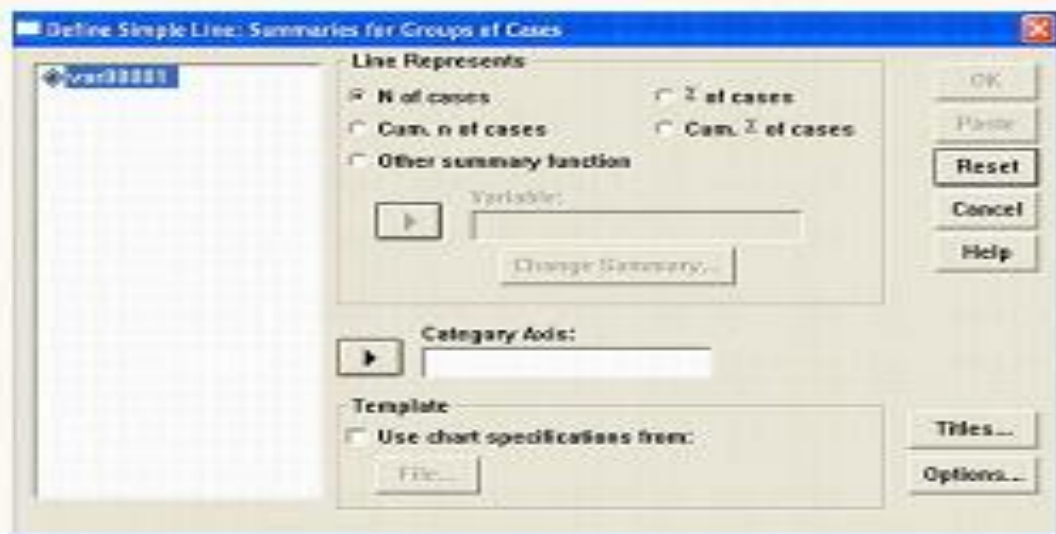 Define Simple Line: Summaries for Groups of Cases
var00001
Line Represents
N of cases
% of cases
Cum. n of cases
Cum. % of cases
Other summary function
Variable:
Change Summary...
Category Axis:
Template
Use chart specifications from:
File...
OK
Paste
Reset
Cancel
Help
Titles...
Options...